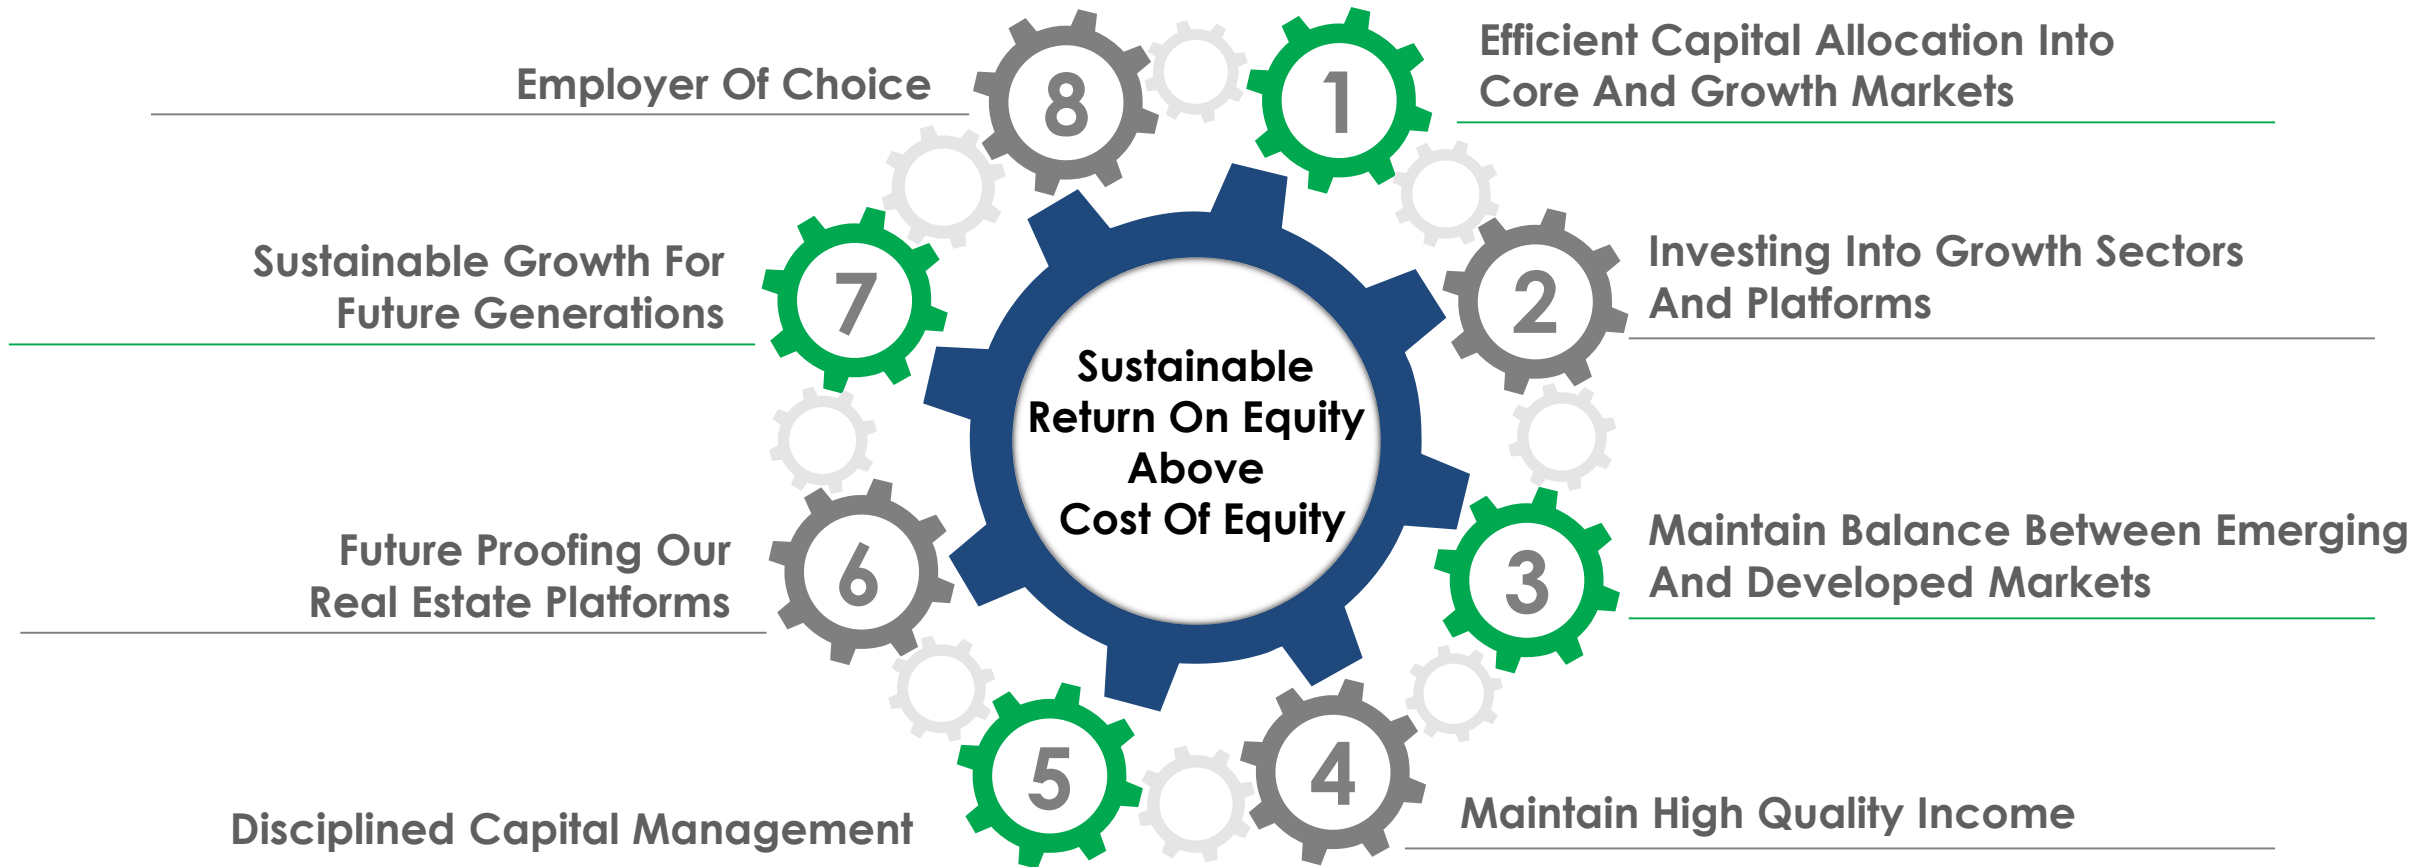 1
Efficient Capital Allocation Into
Core And Growth Markets
2
Investing Into Growth Sectors
And Platforms
3
Maintain Balance Between Emerging
And Developed Markets
4
Maintain High Quality Income
5
Disciplined Capital Management
6
Future Proofing Our
Real Estate Platforms
7
Sustainable Growth For
Future Generations
8
Employer Of Choice
Sustainable
Return On Equity
Above
Cost Of Equity